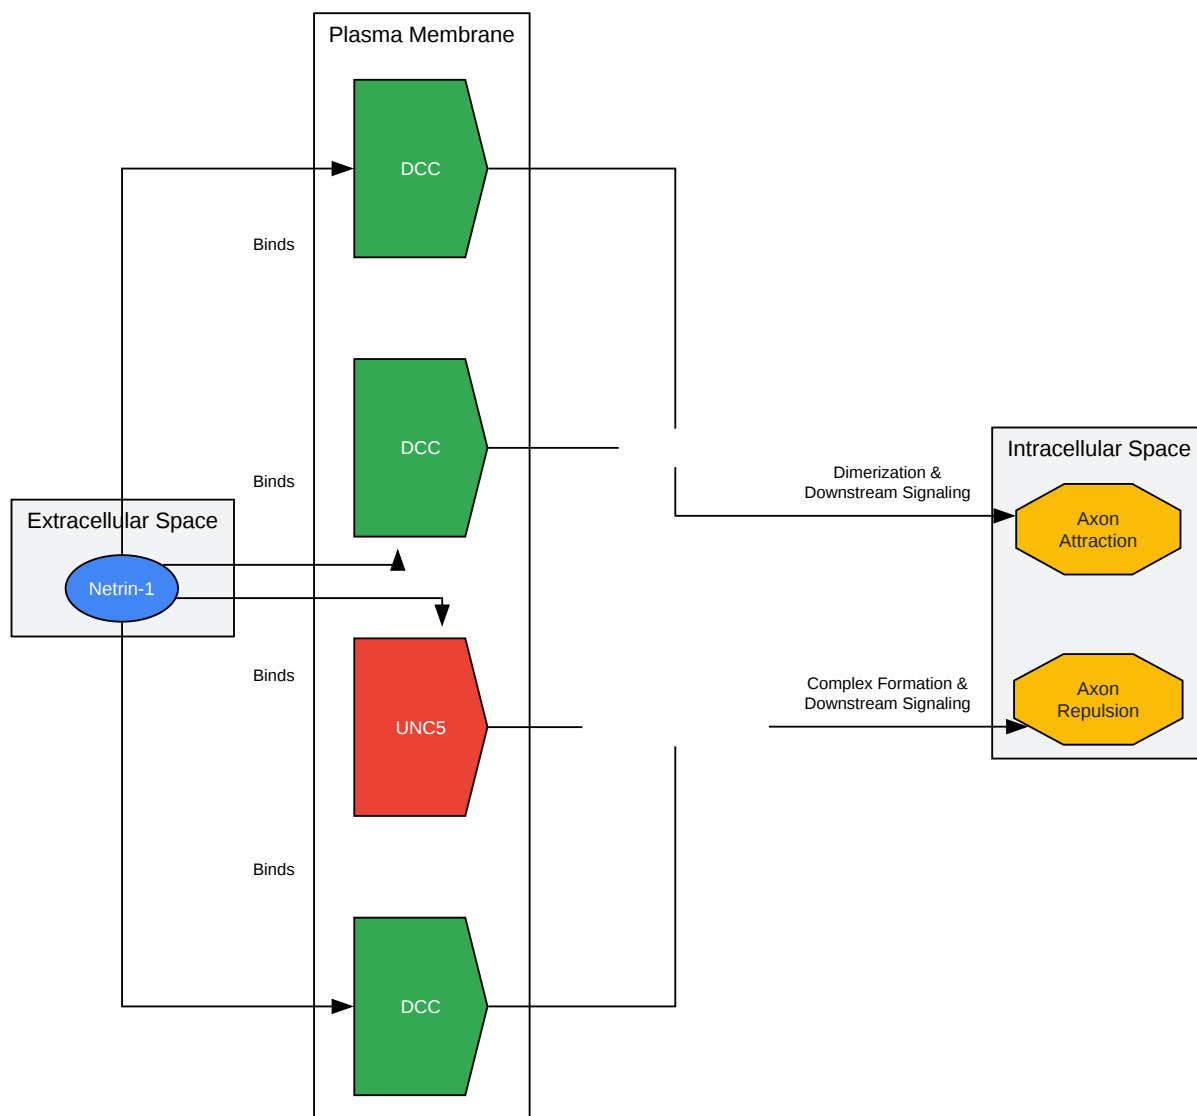 Plasma Membrane
DCC
Binds
DCC
Binds
Extracellular Space
Netrin-1
Binds
UNC5
Binds
DCC
Dimerization &
Downstream Signaling
Complex Formation &
Downstream Signaling
Intracellular Space
Axon
Attraction
Axon
Repulsion